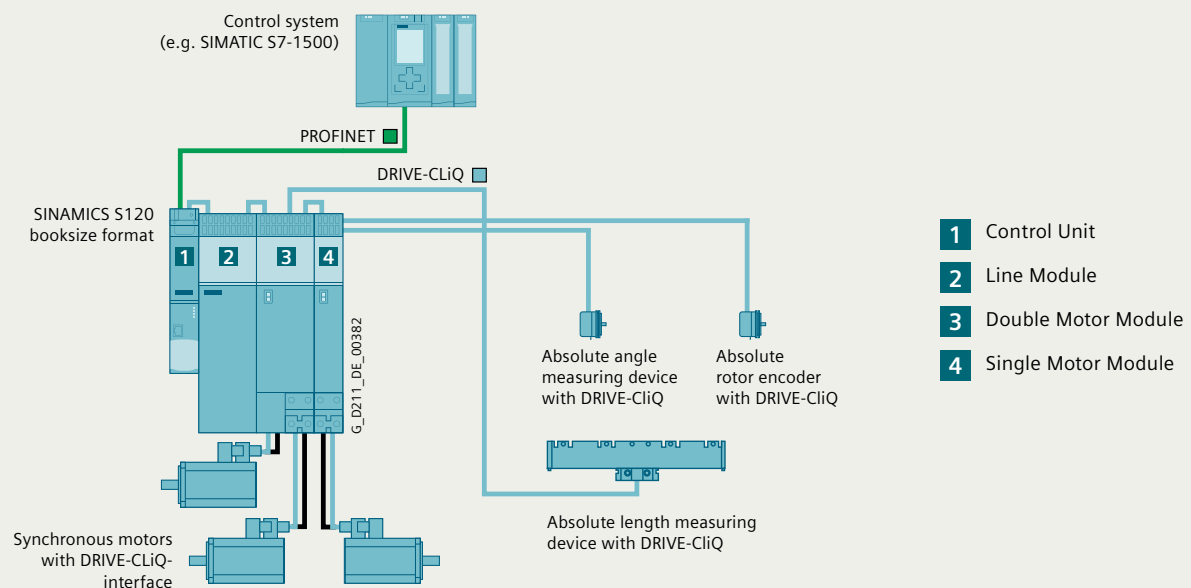 Control system
(e.g. SIMATIC S7-1500)
PROFINET
DRIVE-CLiQ
SINAMICS S120
booksize format
1
2
3
4
G_D211_DE_00382
Absolute angle
measuring device
with DRIVE-CliQ
Absolute
rotor encoder
with DRIVE-CLiQ
Absolute length measuring
device with DRIVE-CLiQ
Synchronous motors
with DRIVE-CLiQ-
interface
1 Control Unit
2 Line Module
3 Double Motor Module
4 Single Motor Module